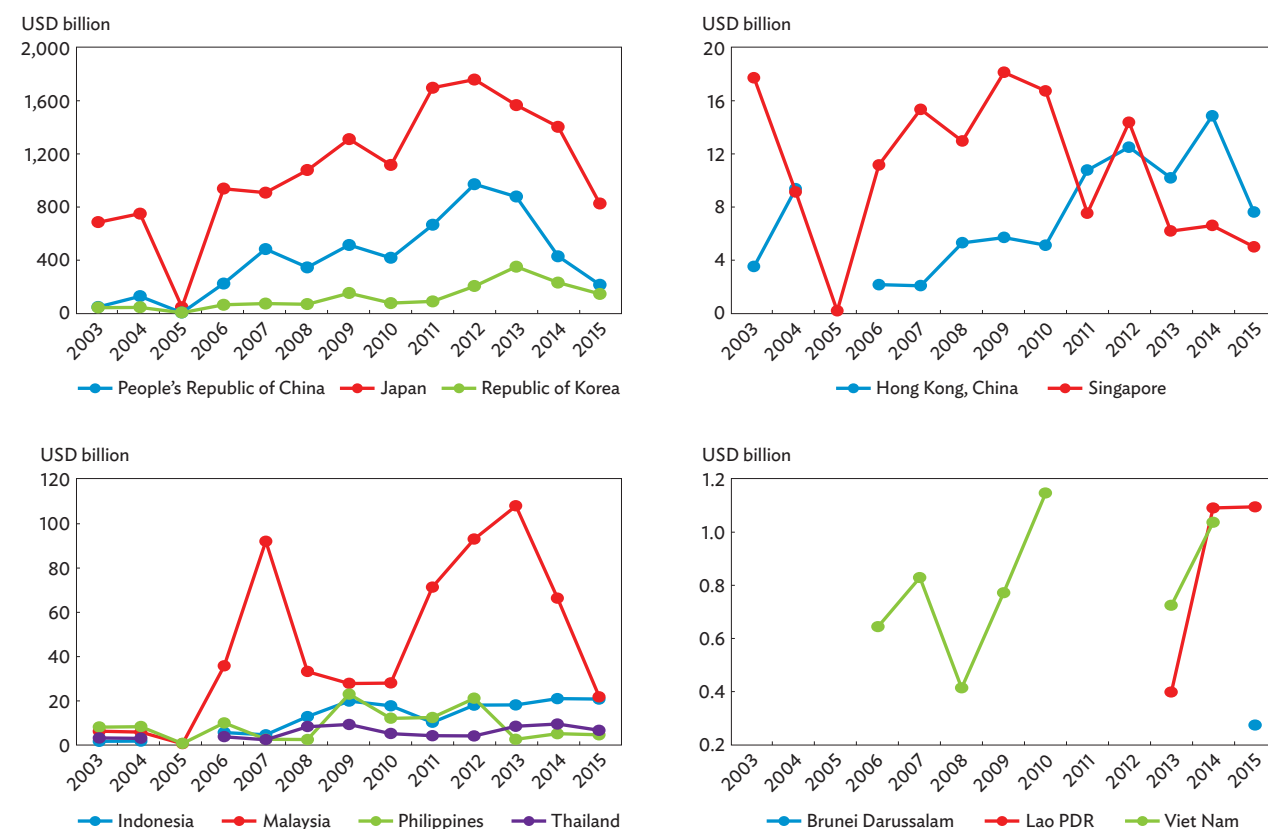 USD billion
2,000
1,600
1,200
800
400
0
2003 2004 2005 2006 2007 2008 2009 2010 2011 2012 2013 2014 2015
People’s Republic of China Japan Republic of Korea
USD billion
20
16
12
8
4
0
2003 2004 2005 2006 2007 2008 2009 2010 2011 2012 2013 2014 2015
Hong Kong, China Singapore
USD billion
120
100
80
60
40
20
0
2003 2004 2005 2006 2007 2008 2009 2010 2011 2012 2013 2014 2015
Indonesia Malaysia Philippines Thailand
USD billion
1.2
1.0
0.8
0.6
0.4
0.2
2003 2004 2005 2006 2007 2008 2009 2010 2011 2012 2013 2014 2015
Brunei Darussalam Lao PDR Viet Nam